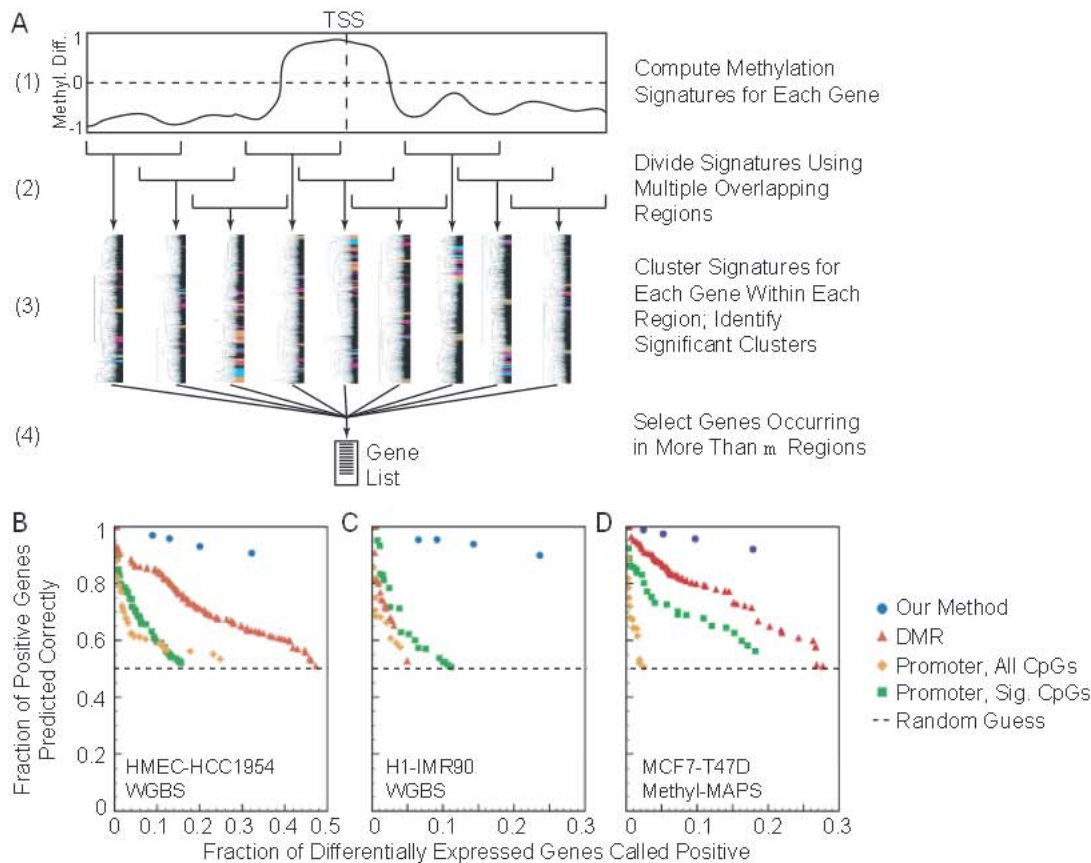 A
TSS
Methyl. Diff.
1
0
-1
(1)
Compute Methylation
Signatures for Each Gene
(2)
Divide Signatures Using
Multiple Overlapping
Regions
(3)
Cluster Signatures for
Each Gene Within Each
Region; Identify
Significant Clusters
(4)
Gene
List
Select Genes Occurring
in More Than m Regions
B
C
D
Fraction of Positive Genes
Predicted Correctly
1
0.8
0.6
0.4
0.2
0
HMEC-HCC1954
WGBS
0 0.1 0.2 0.3 0.4 0.5
H1-IMR90
WGBS
0 0.1 0.2 0.3
MCF7-T47D
Methyl-MAPS
0 0.1 0.2 0.3
Fraction of Differentially Expressed Genes Called Positive
Our Method
DMR
Promoter, All CpGs
Promoter, Sig. CpGs
Random Guess